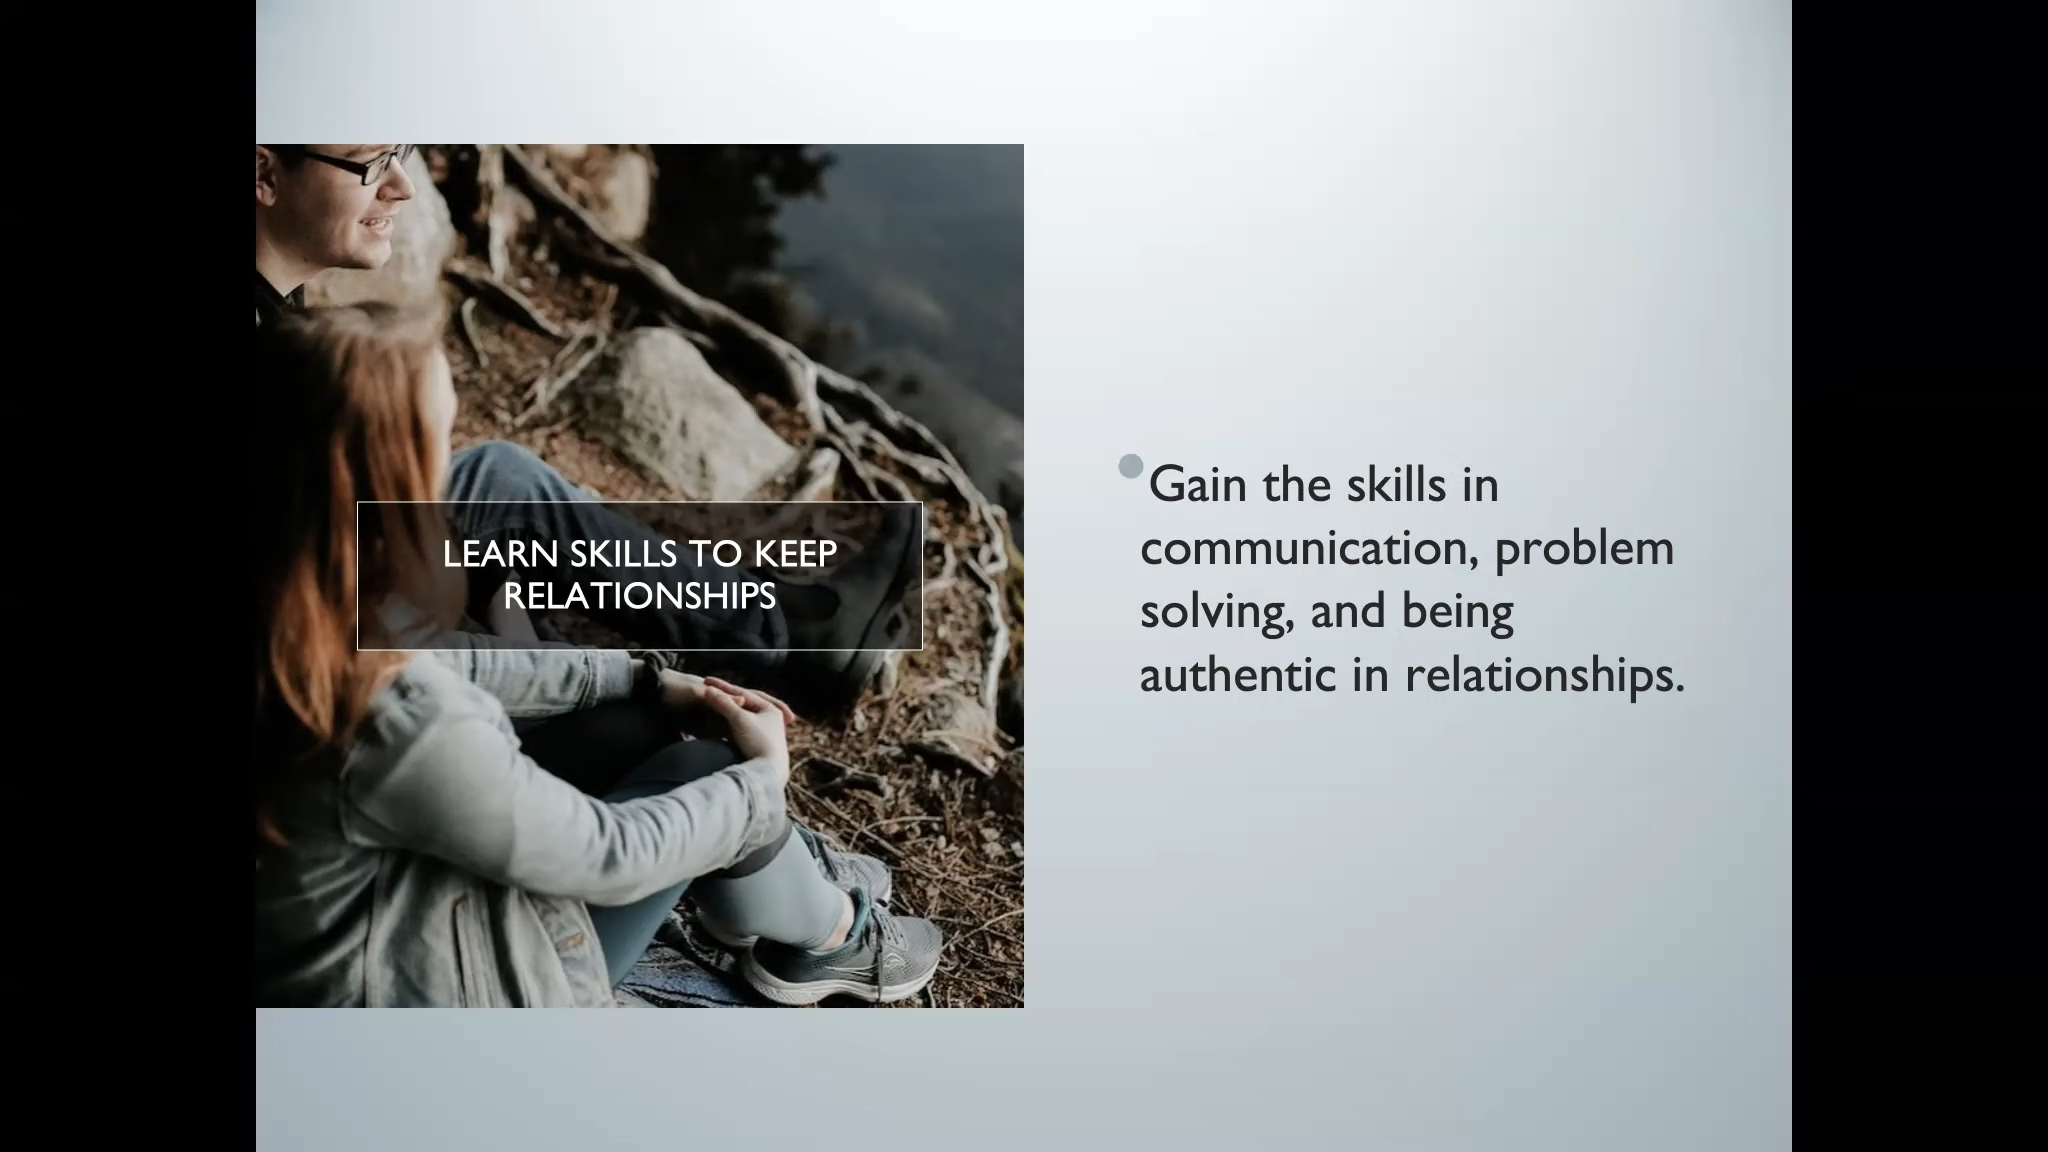 LEARN SKILLS TO KEEP
RELATIONSHIPS
Gain the skills in
communication, problem
solving, and being
authentic in relationships.